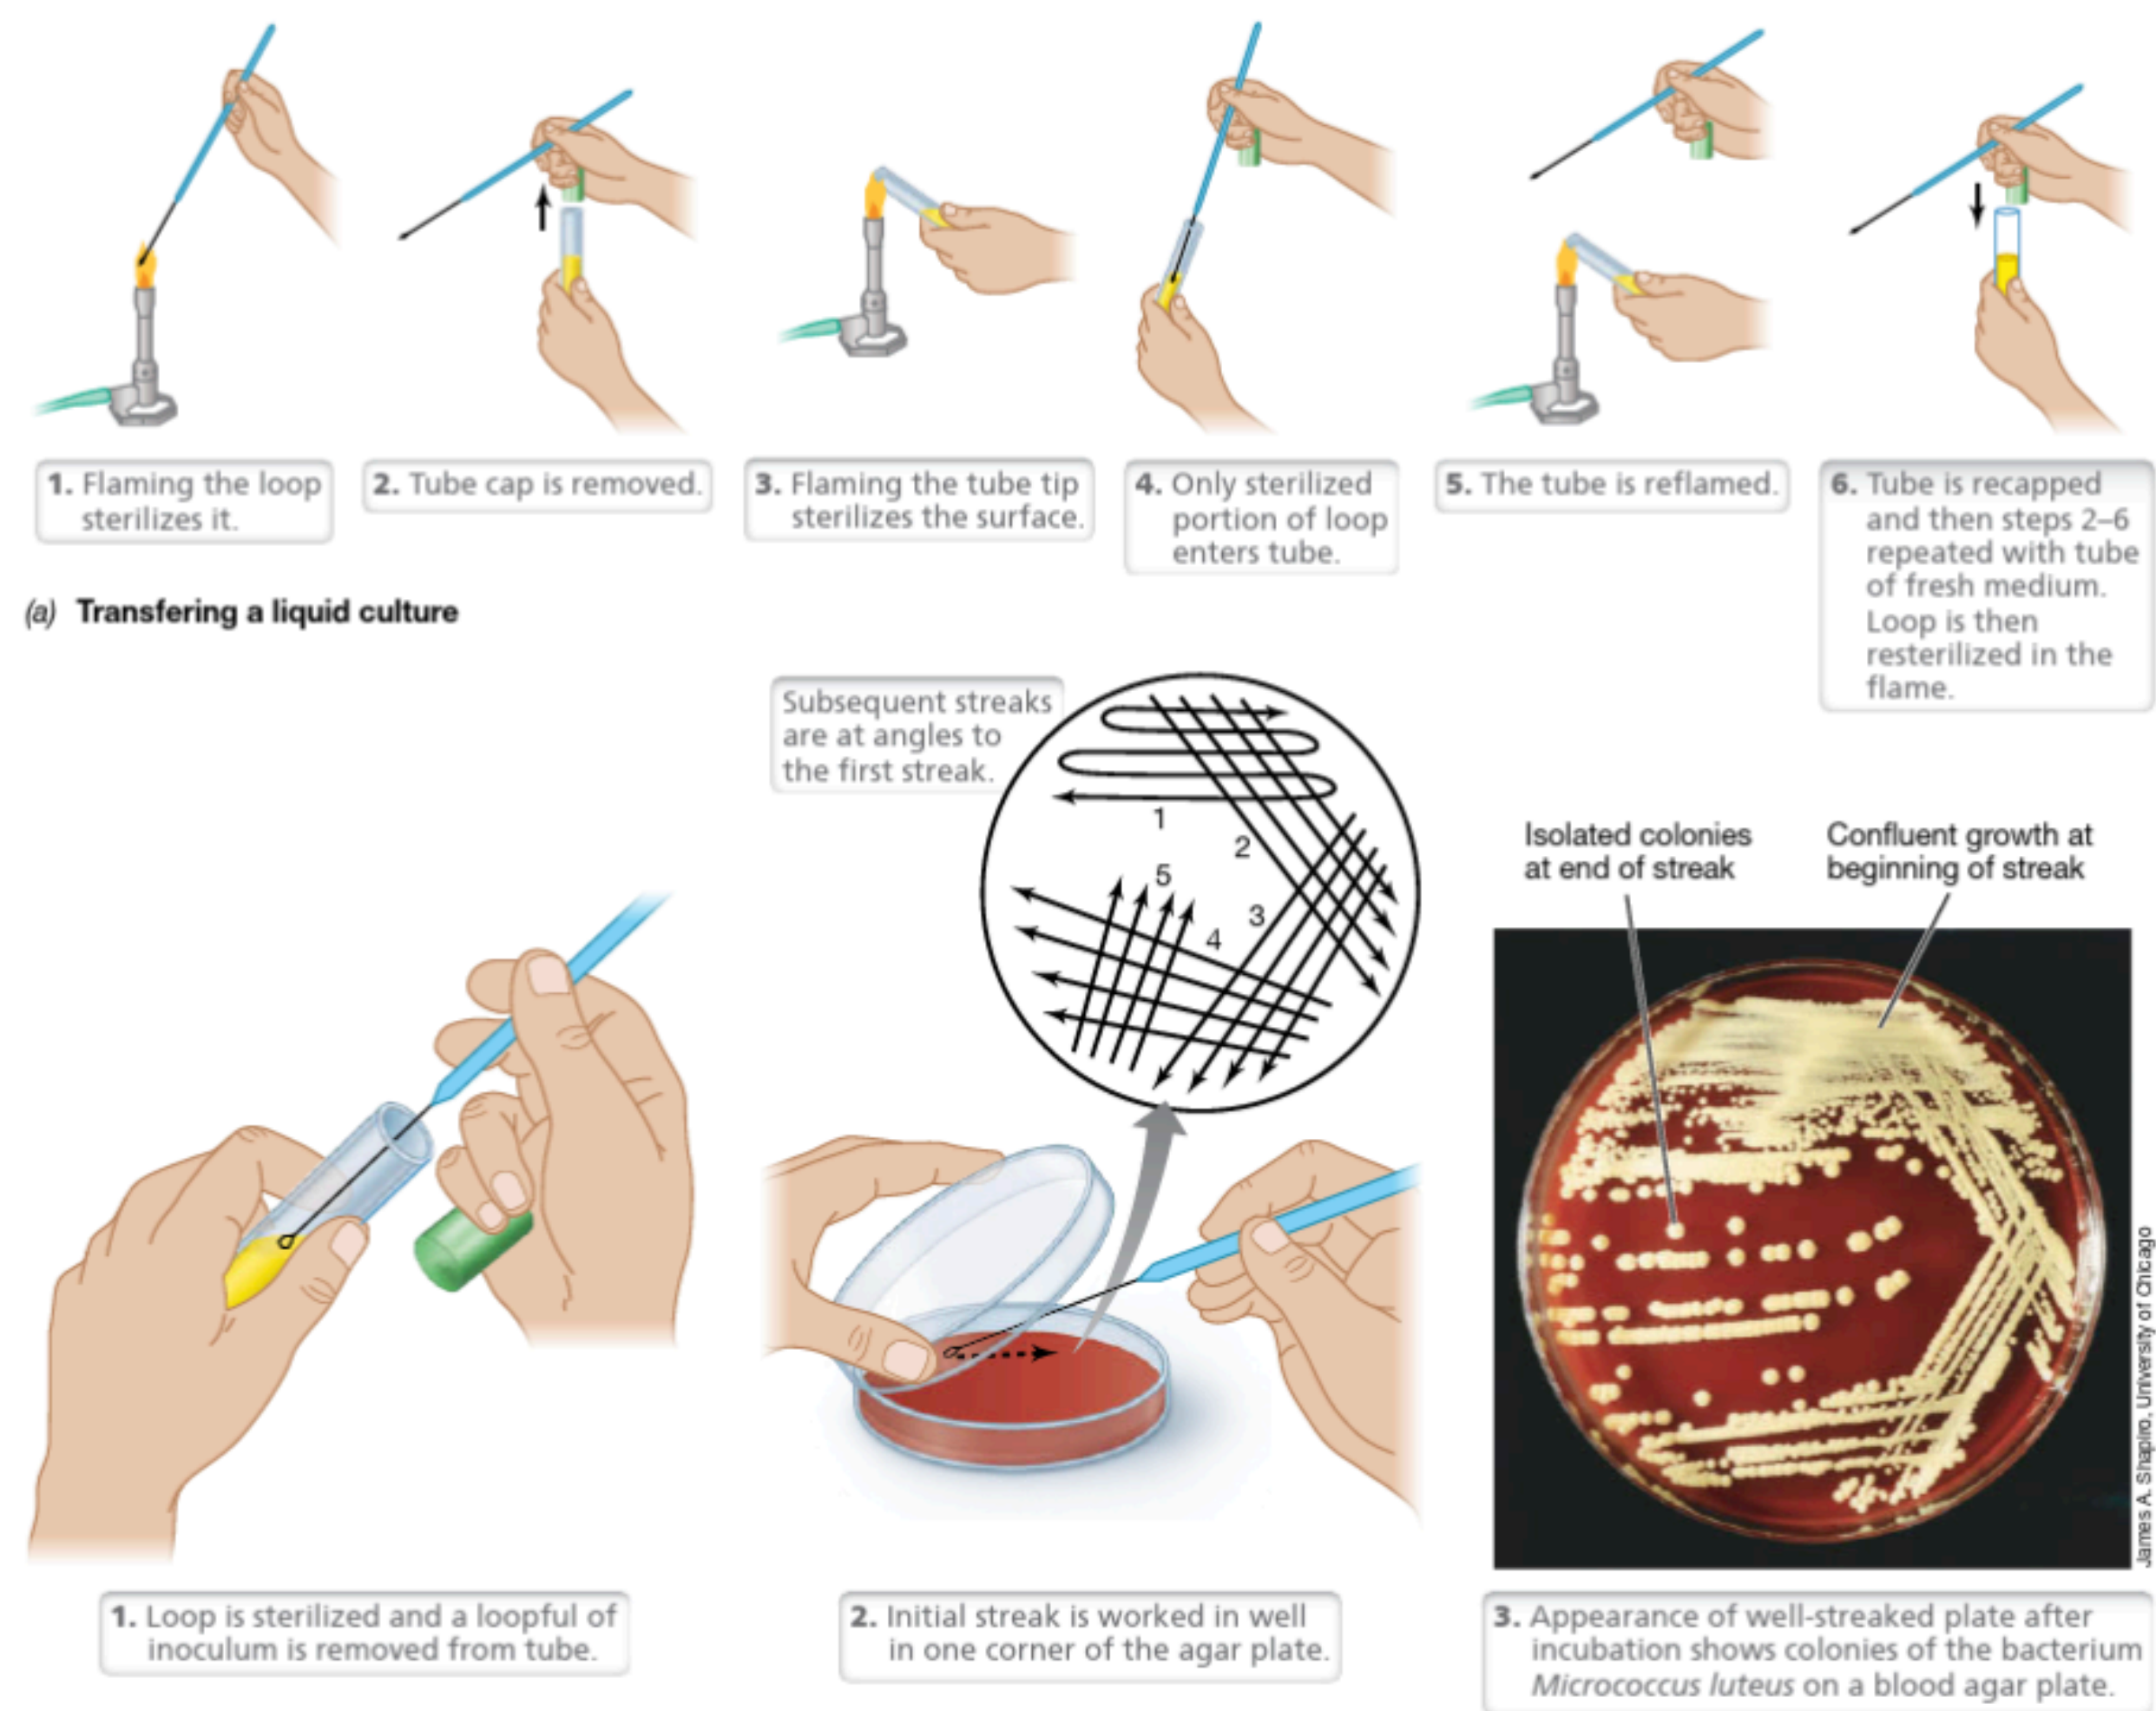 1. Flaming the loop
sterilizes it.
2. Tube cap is removed.
3. Flaming the tube tip
sterilizes the surface.
4. Only sterilized
portion of loop
enters tube.
5. The tube is reflamed.
6. Tube is recapped
and then steps 2–6
repeated with tube
of fresh medium.
Loop is then
resterilized in the
flame.
(a) Transfering a liquid culture
Subsequent streaks
are at angles to
the first streak.
1
2
3
4
5
Isolated colonies
at end of streak
Confluent growth at
beginning of streak
James A. Shapiro, University of Chicago
1. Loop is sterilized and a loopful of
inoculum is removed from tube.
2. Initial streak is worked in well
in one corner of the agar plate.
3. Appearance of well-streaked plate after
incubation shows colonies of the bacterium
Micrococcus luteus on a blood agar plate.